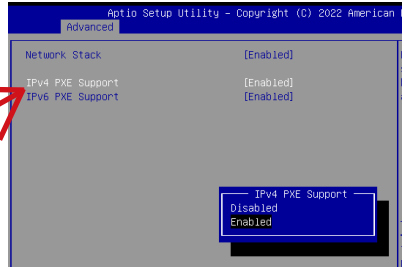 Aptio Setup Utility – Copyright (C) 2022 American
Advanced
Network Stack [Enabled]
IPv4 PXE Support [Enabled]
IPv6 PXE Support [Enabled]
IPv4 PXE Support
Disabled
Enabled